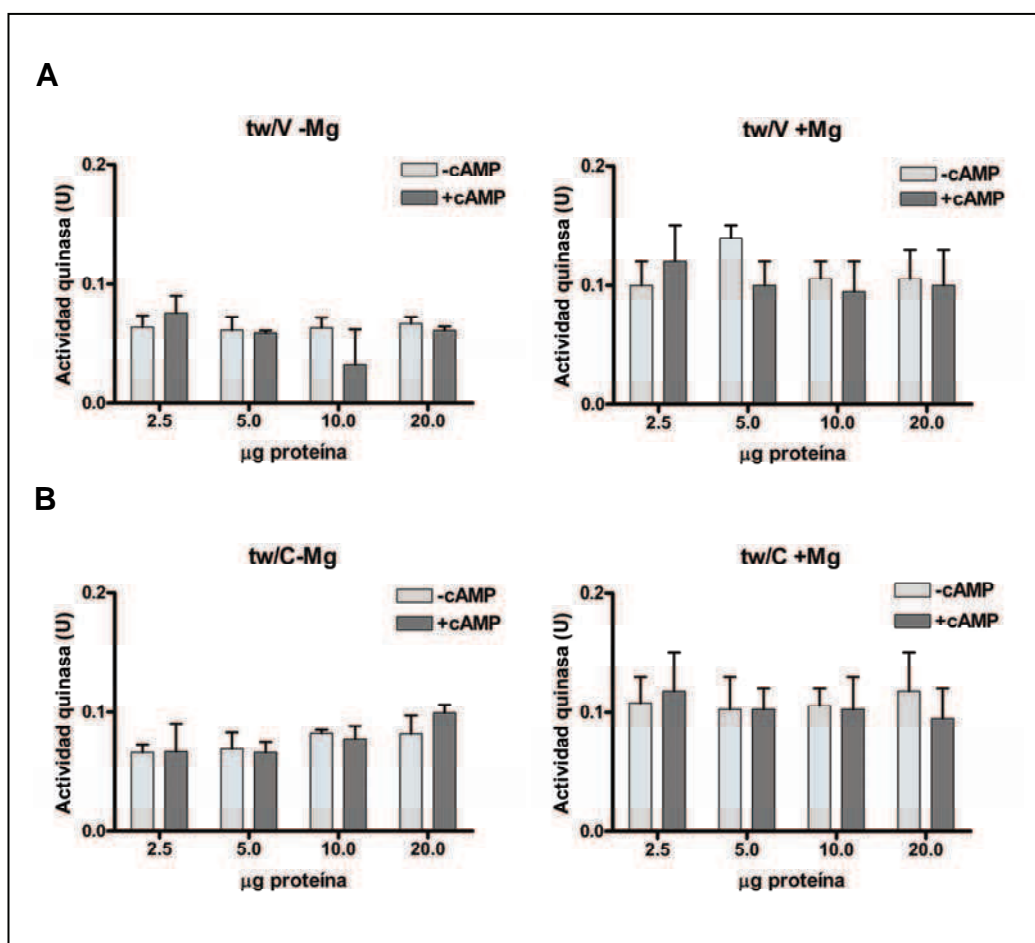 A
tw/V -Mg
-cAMP
+cAMP
Actividad quinasa (U)
0.2
0.1
0.0
2.5 5.0 10.0 20.0
µg proteína
tw/V +Mg
-cAMP
+cAMP
Actividad quinasa (U)
0.2
0.1
0.0
2.5 5.0 10.0 20.0
µg proteína
B
tw/C-Mg
-cAMP
+cAMP
Actividad quinasa (U)
0.2
0.1
0.0
2.5 5.0 10.0 20.0
µg proteína
tw/C +Mg
-cAMP
+cAMP
Actividad quinasa (U)
0.2
0.1
0.0
2.5 5.0 10.0 20.0
µg proteína